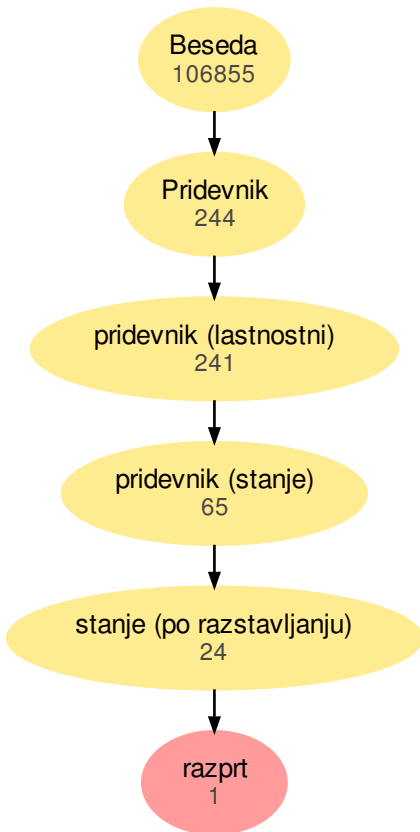 Beseda
106855
Pridevnik
244
pridevnik (lastnostni)
241
pridevnik (stanje)
65
stanje (po razstavljanju)
24
razprt
1